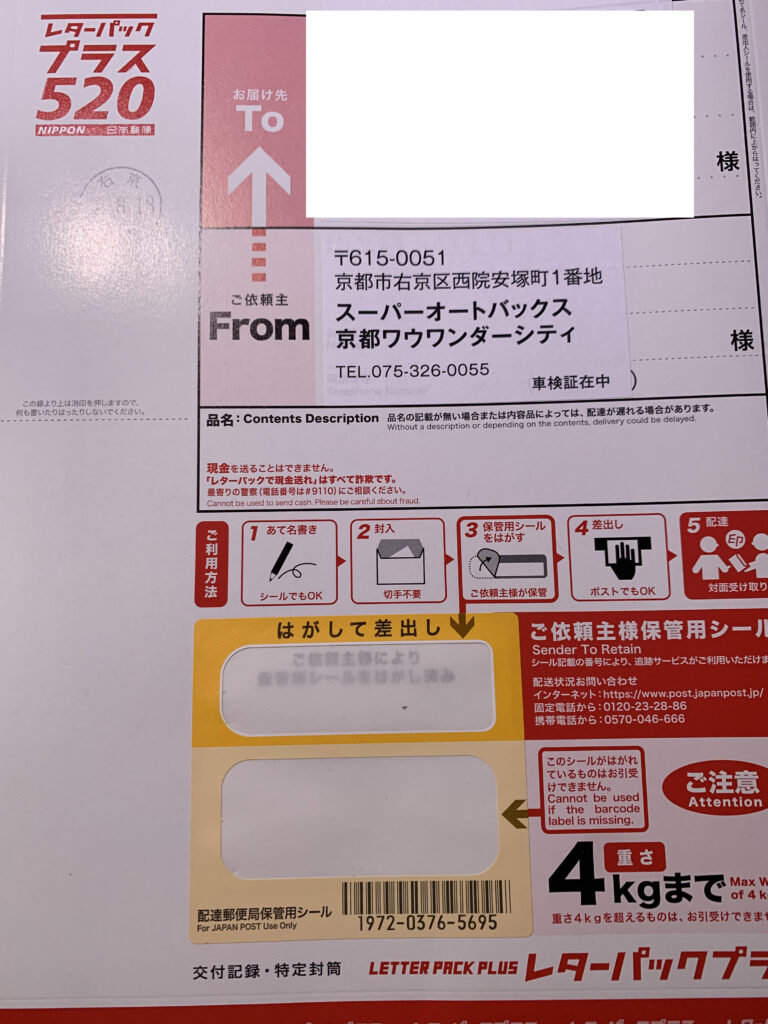 レターパック
プラス
520
NIPPON 日本郵便
右京
お届け先
To
様
〒615-0051
京都市右京区西院安塚町1番地
スーパーオートバックス
京都ワウワンダーシティ
TEL.075-326-0055
車検証在中
Telephone Number
)
ご依頼主
From
様
この線より上は消印を押しますので、
何も書いたりはったりしないでください。
品名:Contents Description 品名の記載が無い場合または内容品によっては、配達が遅れる場合があります。
Without a description or depending on the contents, delivery could be delayed.
現金を送ることはできません。
「レターパックで現金送れ」はすべて詐欺です。
最寄りの警察(電話番号は#9110)にご相談ください。
Cannot be used to send cash. Please be careful about fraud.
ご利用方法
1 あて名書き
シールでもOK
2 封入
切手不要
3 保管用シール
をはがす
ご依頼主様が保管
4 差出し
ポストでもOK
5 配達
対面受け取り
はがして差出し
ご依頼主様により
保管用シールをはがし済み
ご依頼主様保管用シール
Sender To Retain
シール記載の番号により、追跡サービスがご利用いただけま
配送状況お問い合わせ
インターネット:https://www.post.japanpost.jp/
固定電話から:0120-23-28-86
携帯電話から:0570-046-666
このシールがはがれ
ているものはお引受
けできません。
Cannot be used
if the barcode
label is missing.
ご注意
Attention
重さ
4kgまで
Max W
of 4 k
重さ4kgを超えるものは、お引受けできませ
配達郵便局保管用シール
For JAPAN POST Use Only
1972-0376-5695
交付記録・特定封筒 LETTER PACK PLUS レターパックプラ